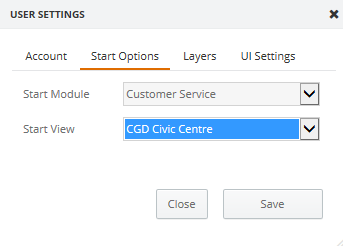 USER SETTINGS
Account Start Options Layers UI Settings
Start Module Customer Service
Start View CGD Civic Centre
Close Save